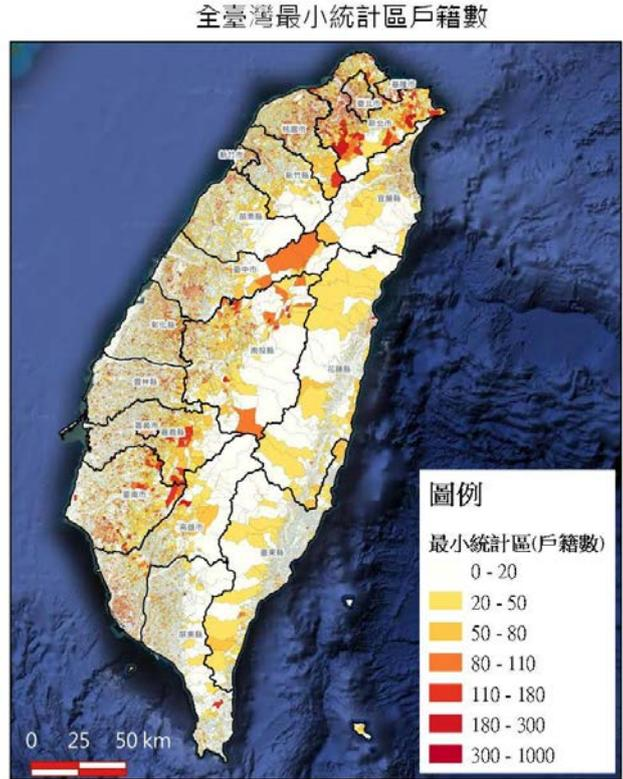 全臺灣最小統計區戶籍數
基隆市
臺北市
新北市
桃園市
新竹市
新竹縣
宜蘭縣
苗栗縣
臺中市
彰化縣
南投縣
花蓮縣
雲林縣
嘉義市
嘉義縣
臺南市
高雄市
臺東縣
屏東縣
圖例
最小統計區(戶籍數)
0 - 20
20 - 50
50 - 80
80 - 110
110 - 180
180 - 300
300 - 1000
0 25 50 km